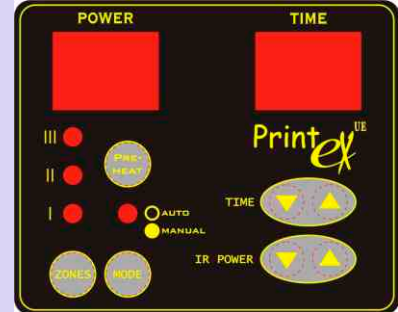 POWER TIME
III
PRE-
HEAT
Printex UE
II
TIME
I
AUTO
MANUAL
IR POWER
ZONES MODE